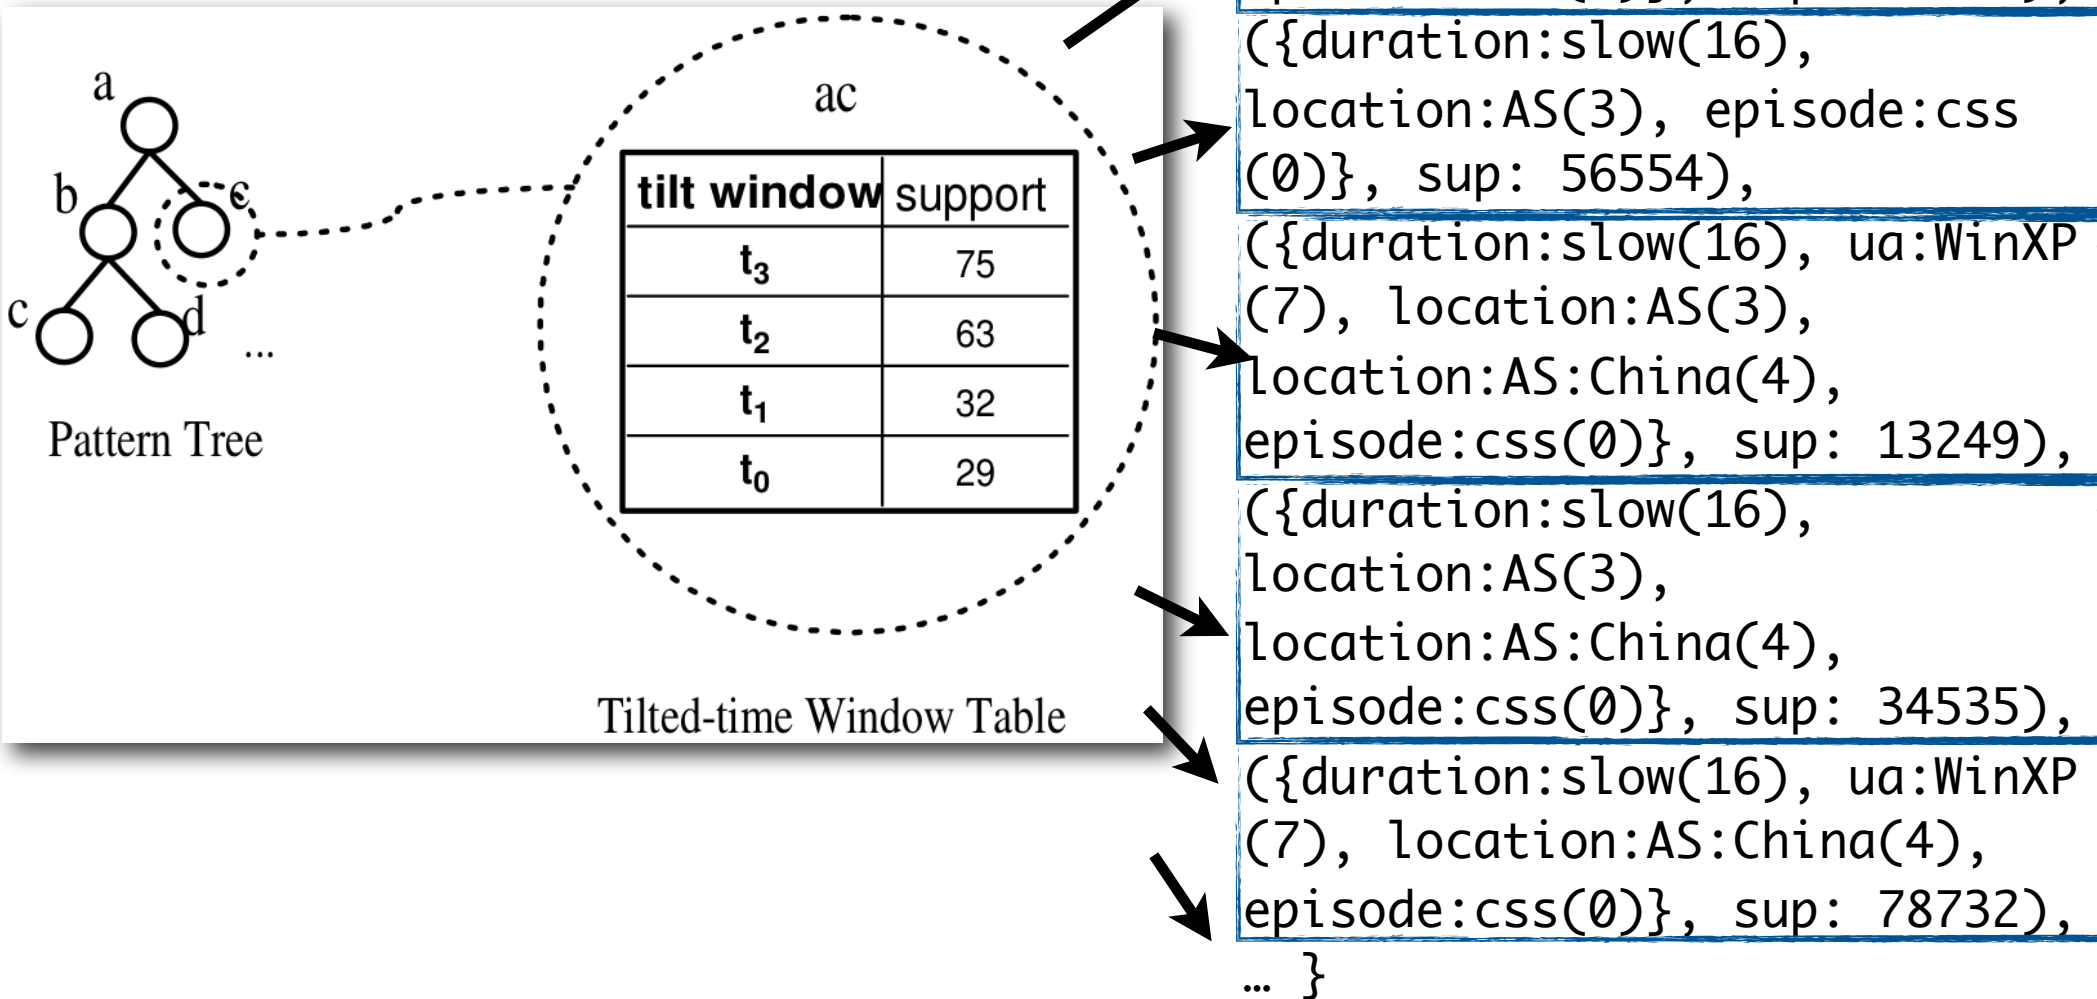 a
b
c
c
d
...
Pattern Tree
ac
tilt window support
t3 75
t2 63
t1 32
t0 29
Tilted-time Window Table
({duration:slow(16),
location:AS(3), episode:css
(0)}, sup: 56554),
({duration:slow(16), ua:WinXP
(7), location:AS(3),
location:AS:China(4),
episode:css(0)}, sup: 13249),
({duration:slow(16),
location:AS(3),
location:AS:China(4),
episode:css(0)}, sup: 34535),
({duration:slow(16), ua:WinXP
(7), location:AS:China(4),
episode:css(0)}, sup: 78732),
… }